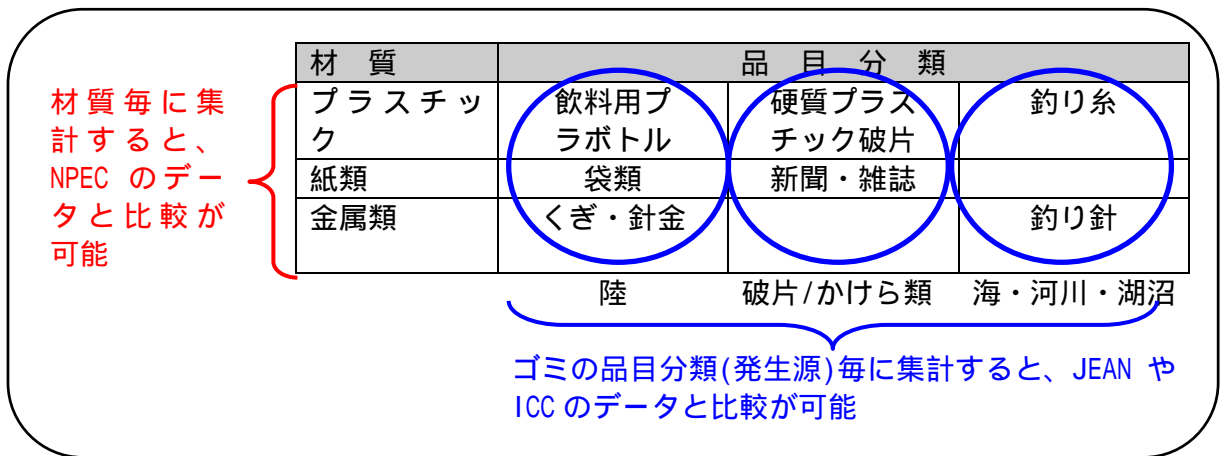 材 質 品 目 分 類
プラスチッ
ク
飲料用プ
ラボトル
硬質プラス
チック破片
釣り糸
紙類 袋類 新聞・雑誌
金属類 くぎ・針金 釣り針
材質毎に集
計すると、
NPEC のデー
タと比較が
可能
陸 破片/かけら類 海・河川・湖沼
ゴミの品目分類(発生源)毎に集計すると、JEAN や
ICC のデータと比較が可能